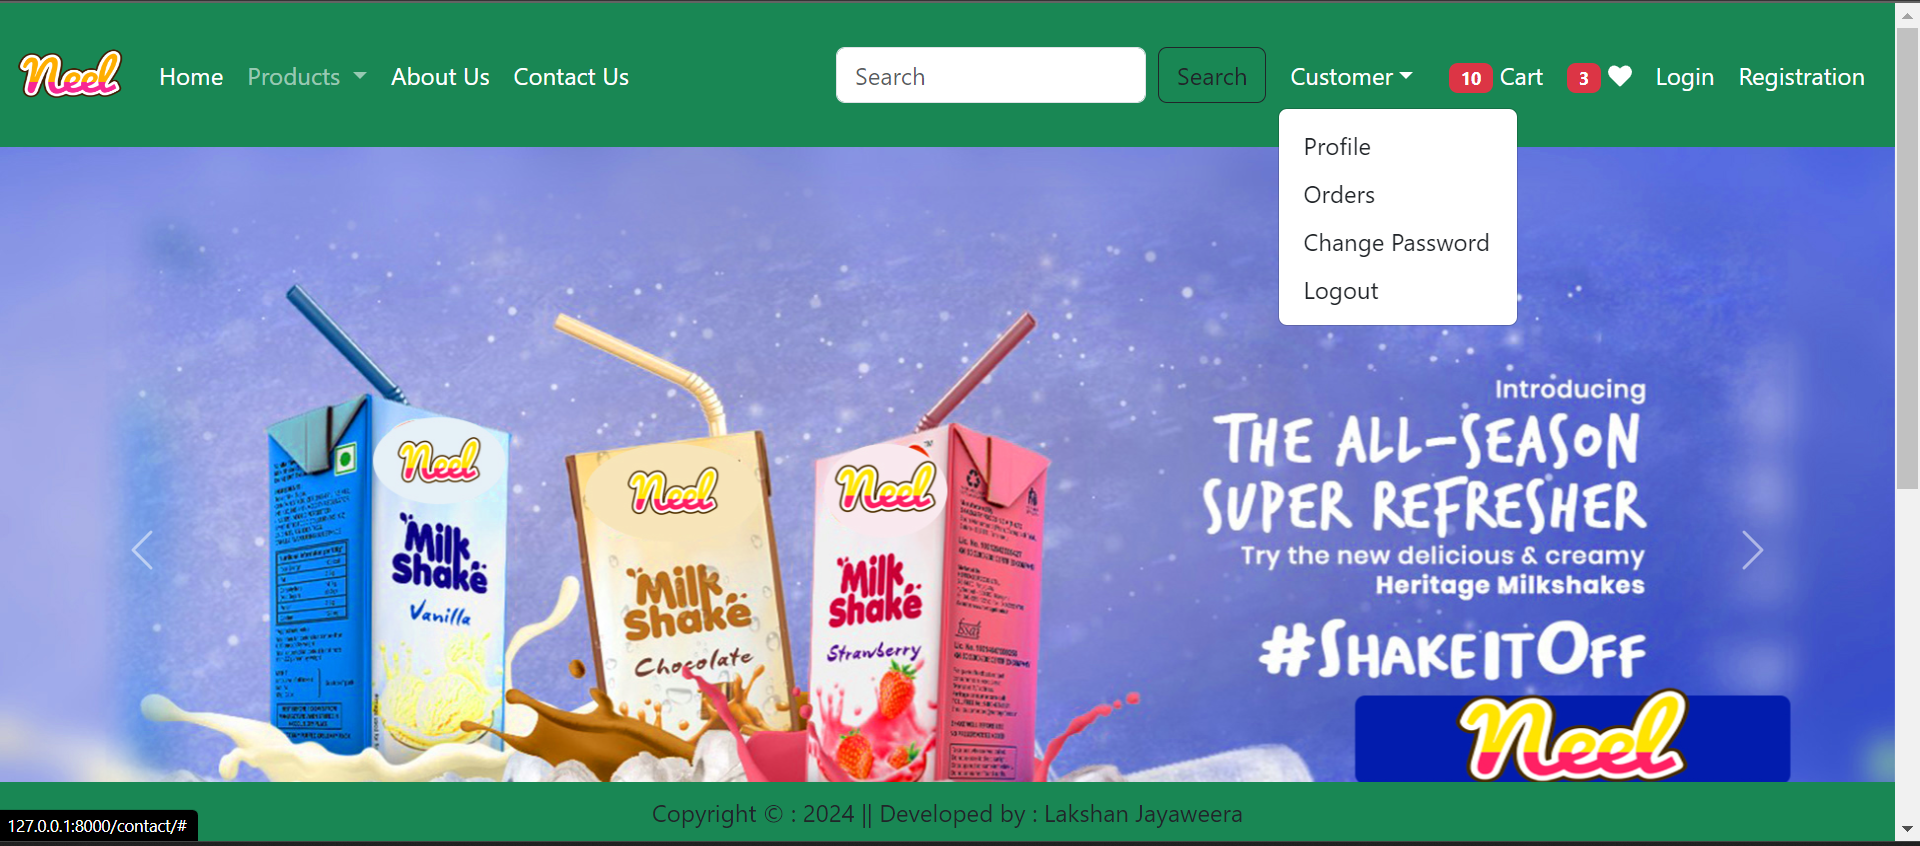 Neel
Home Products About Us Contact Us Search Search Customer 10 Cart 3 Login Registration
Profile
Orders
Change Password
Logout
Introducing
THE ALL-SEASON
SUPER REFRESHER
Try the new delicious & creamy
Heritage Milkshakes
#SHAKEITOFF
Neel
Neel
Milk
Shake
Vanilla
Neel
Milk
Shake
Chocolate
Neel
Milk
Shake
Strawberry
Neel
Copyright © : 2024 || Developed by : Lakshan Jayaweera
127.0.0.1:8000/contact/#